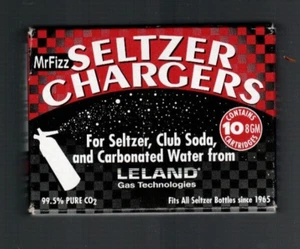 MrFizz SELTZER
CHARGERS
CONTAINS
10 8GM
CARTRIDGES
For Seltzer, Club Soda,
and Carbonated Water from
LELAND
Gas Technologies
99.5% PURE CO2 Fits All Seltzer Bottles since 1965